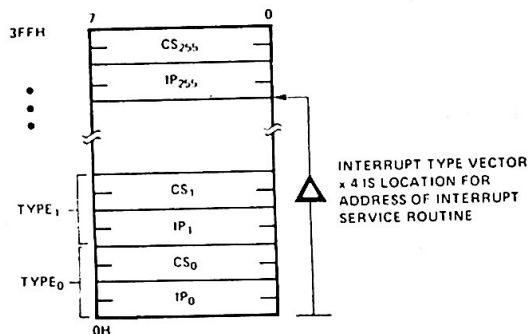 7 0
3FFH
CS255
IP255
INTERRUPT TYPE VECTOR
x 4 IS LOCATION FOR
ADDRESS OF INTERRUPT
SERVICE ROUTINE
TYPE1
CS1
IP1
TYPE0
CS0
IP0
0H